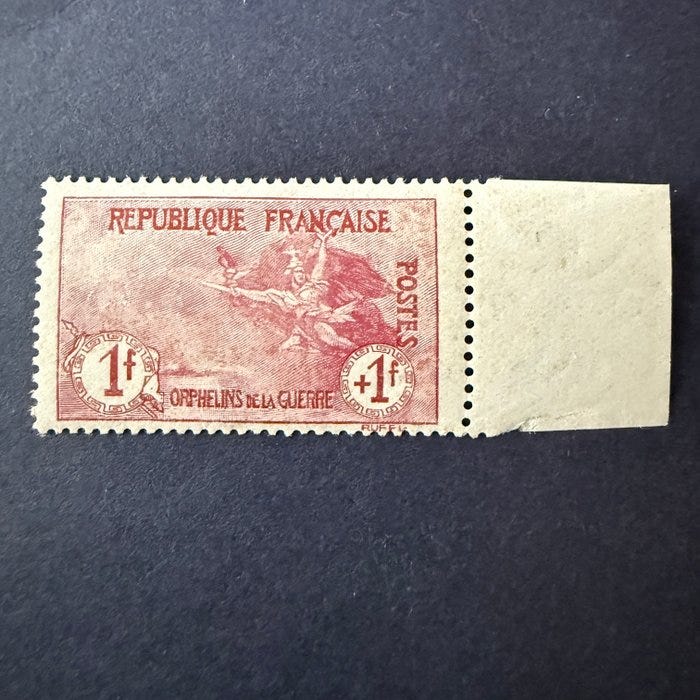 REPUBLIQUE FRANÇAISE
POSTES
1f
ORPHELINS DE LA GUERRE
+1f